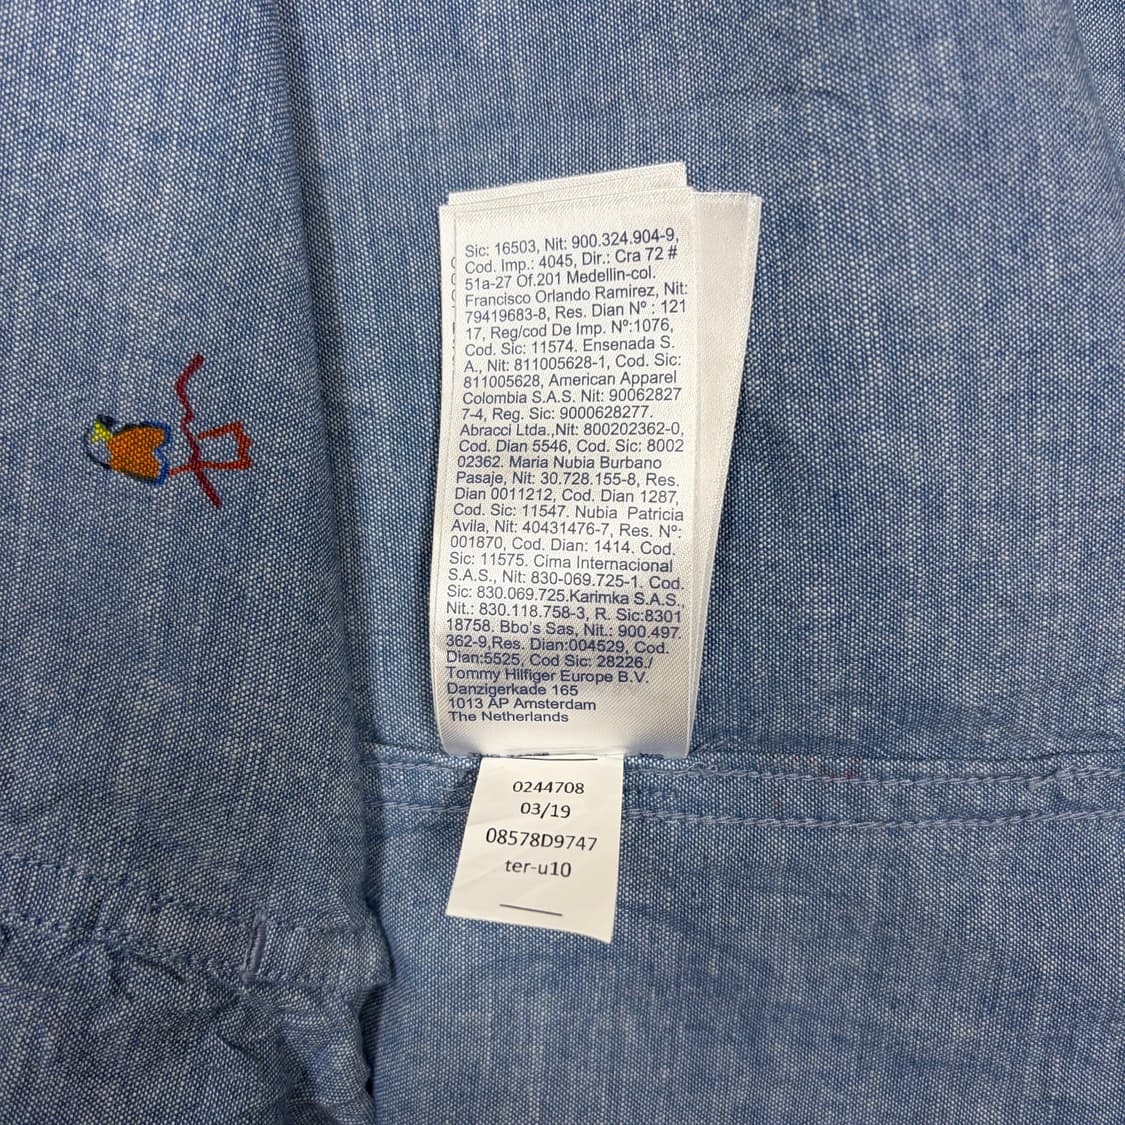 Sic: 16503, Nit: 900.324.904-9,
Cod. Imp.: 4045, Dir.: Cra 72 #
51a-27 Of.201 Medellin-col.
Francisco Orlando Ramirez, Nit:
79419683-8, Res. Dian Nº : 121
17, Reg/cod De Imp. Nº:1076,
Cod. Sic: 11574. Ensenada S.
A., Nit: 811005628-1, Cod. Sic:
811005628, American Apparel
Colombia S.A.S. Nit: 90062827
7-4, Reg. Sic: 9000628277.
Abracci Ltda.,Nit: 800202362-0,
Cod. Dian 5546, Cod. Sic: 8002
02362. Maria Nubia Burbano
Pasaje, Nit: 30.728.155-8, Res.
Dian 0011212, Cod. Dian 1287,
Cod. Sic: 11547. Nubia Patricia
Avila, Nit: 40431476-7, Res. Nº:
001870, Cod. Dian: 1414. Cod.
Sic: 11575. Cima Internacional
S.A.S., Nit: 830-069.725-1. Cod.
Sic: 830.069.725.Karimka S.A.S.,
Nit.: 830.118.758-3, R. Sic:8301
18758. Bbo's Sas, Nit.: 900.497.
362-9,Res. Dian:004529, Cod.
Dian:5525, Cod Sic: 28226./
Tommy Hilfiger Europe B.V.
Danzigerkade 165
1013 AP Amsterdam
The Netherlands
0244708
03/19
08578D9747
ter-u10